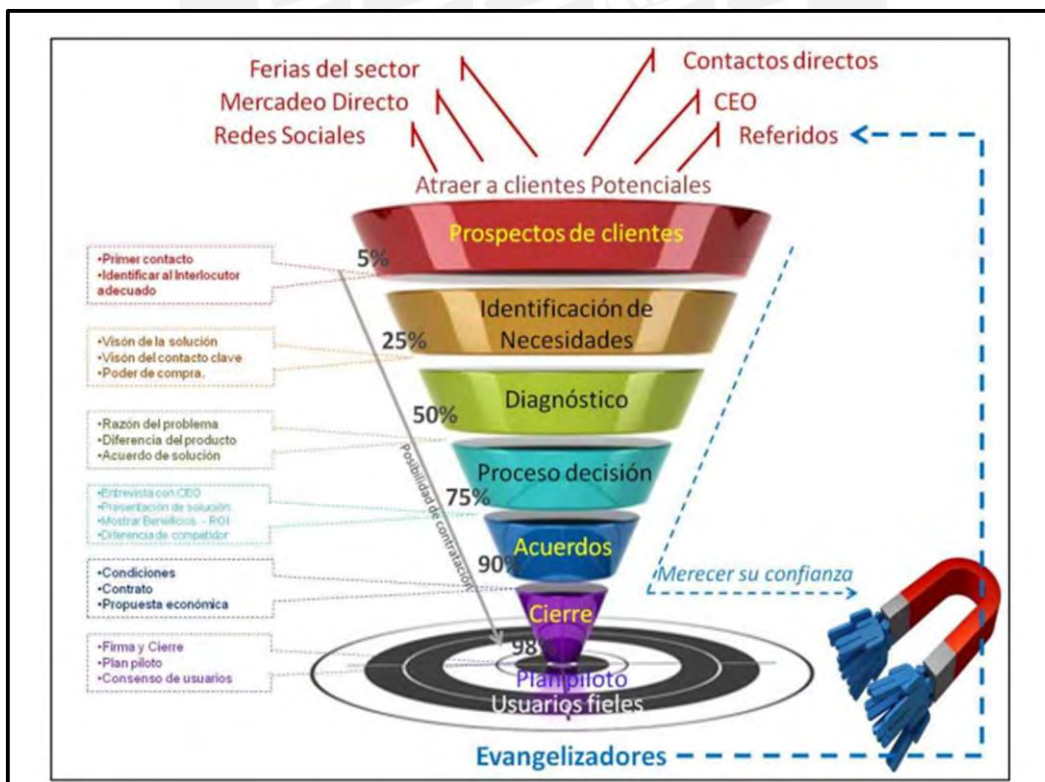 Ferias del sector
Mercadeo Directo
Redes Sociales
Contactos directos
CEO
Referidos
Atraer a clientes Potenciales
Prospectos de clientes
5%
•Primer contacto
•Identificar al Interlocutor
adecuado
Identificación de
Necesidades
25%
•Visón de la solución
•Visón del contacto clave
•Poder de compra.
Diagnóstico
50%
•Razón del problema
•Diferencia del producto
•Acuerdo de solución
Proceso decisión
75%
•Entrevista con CEO
•Presentación de solución
•Mostrar Beneficios - ROI
•Diferencia de competidor
Posibilidad de contratación
Acuerdos
90%
•Condiciones
•Contrato
•Propuesta económica
Merecer su confianza
Cierre
98%
•Firma y Cierre
•Plan piloto
•Consenso de usuarios
Plan piloto
Usuarios fieles
Evangelizadores